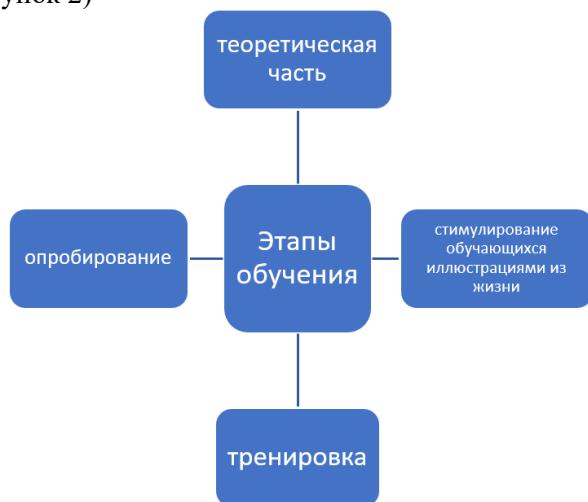 унок 2)
теоретическая
часть
опробирование
Этапы
обучения
стимулирование
обучающихся
иллюстрациями из
жизни
тренировка